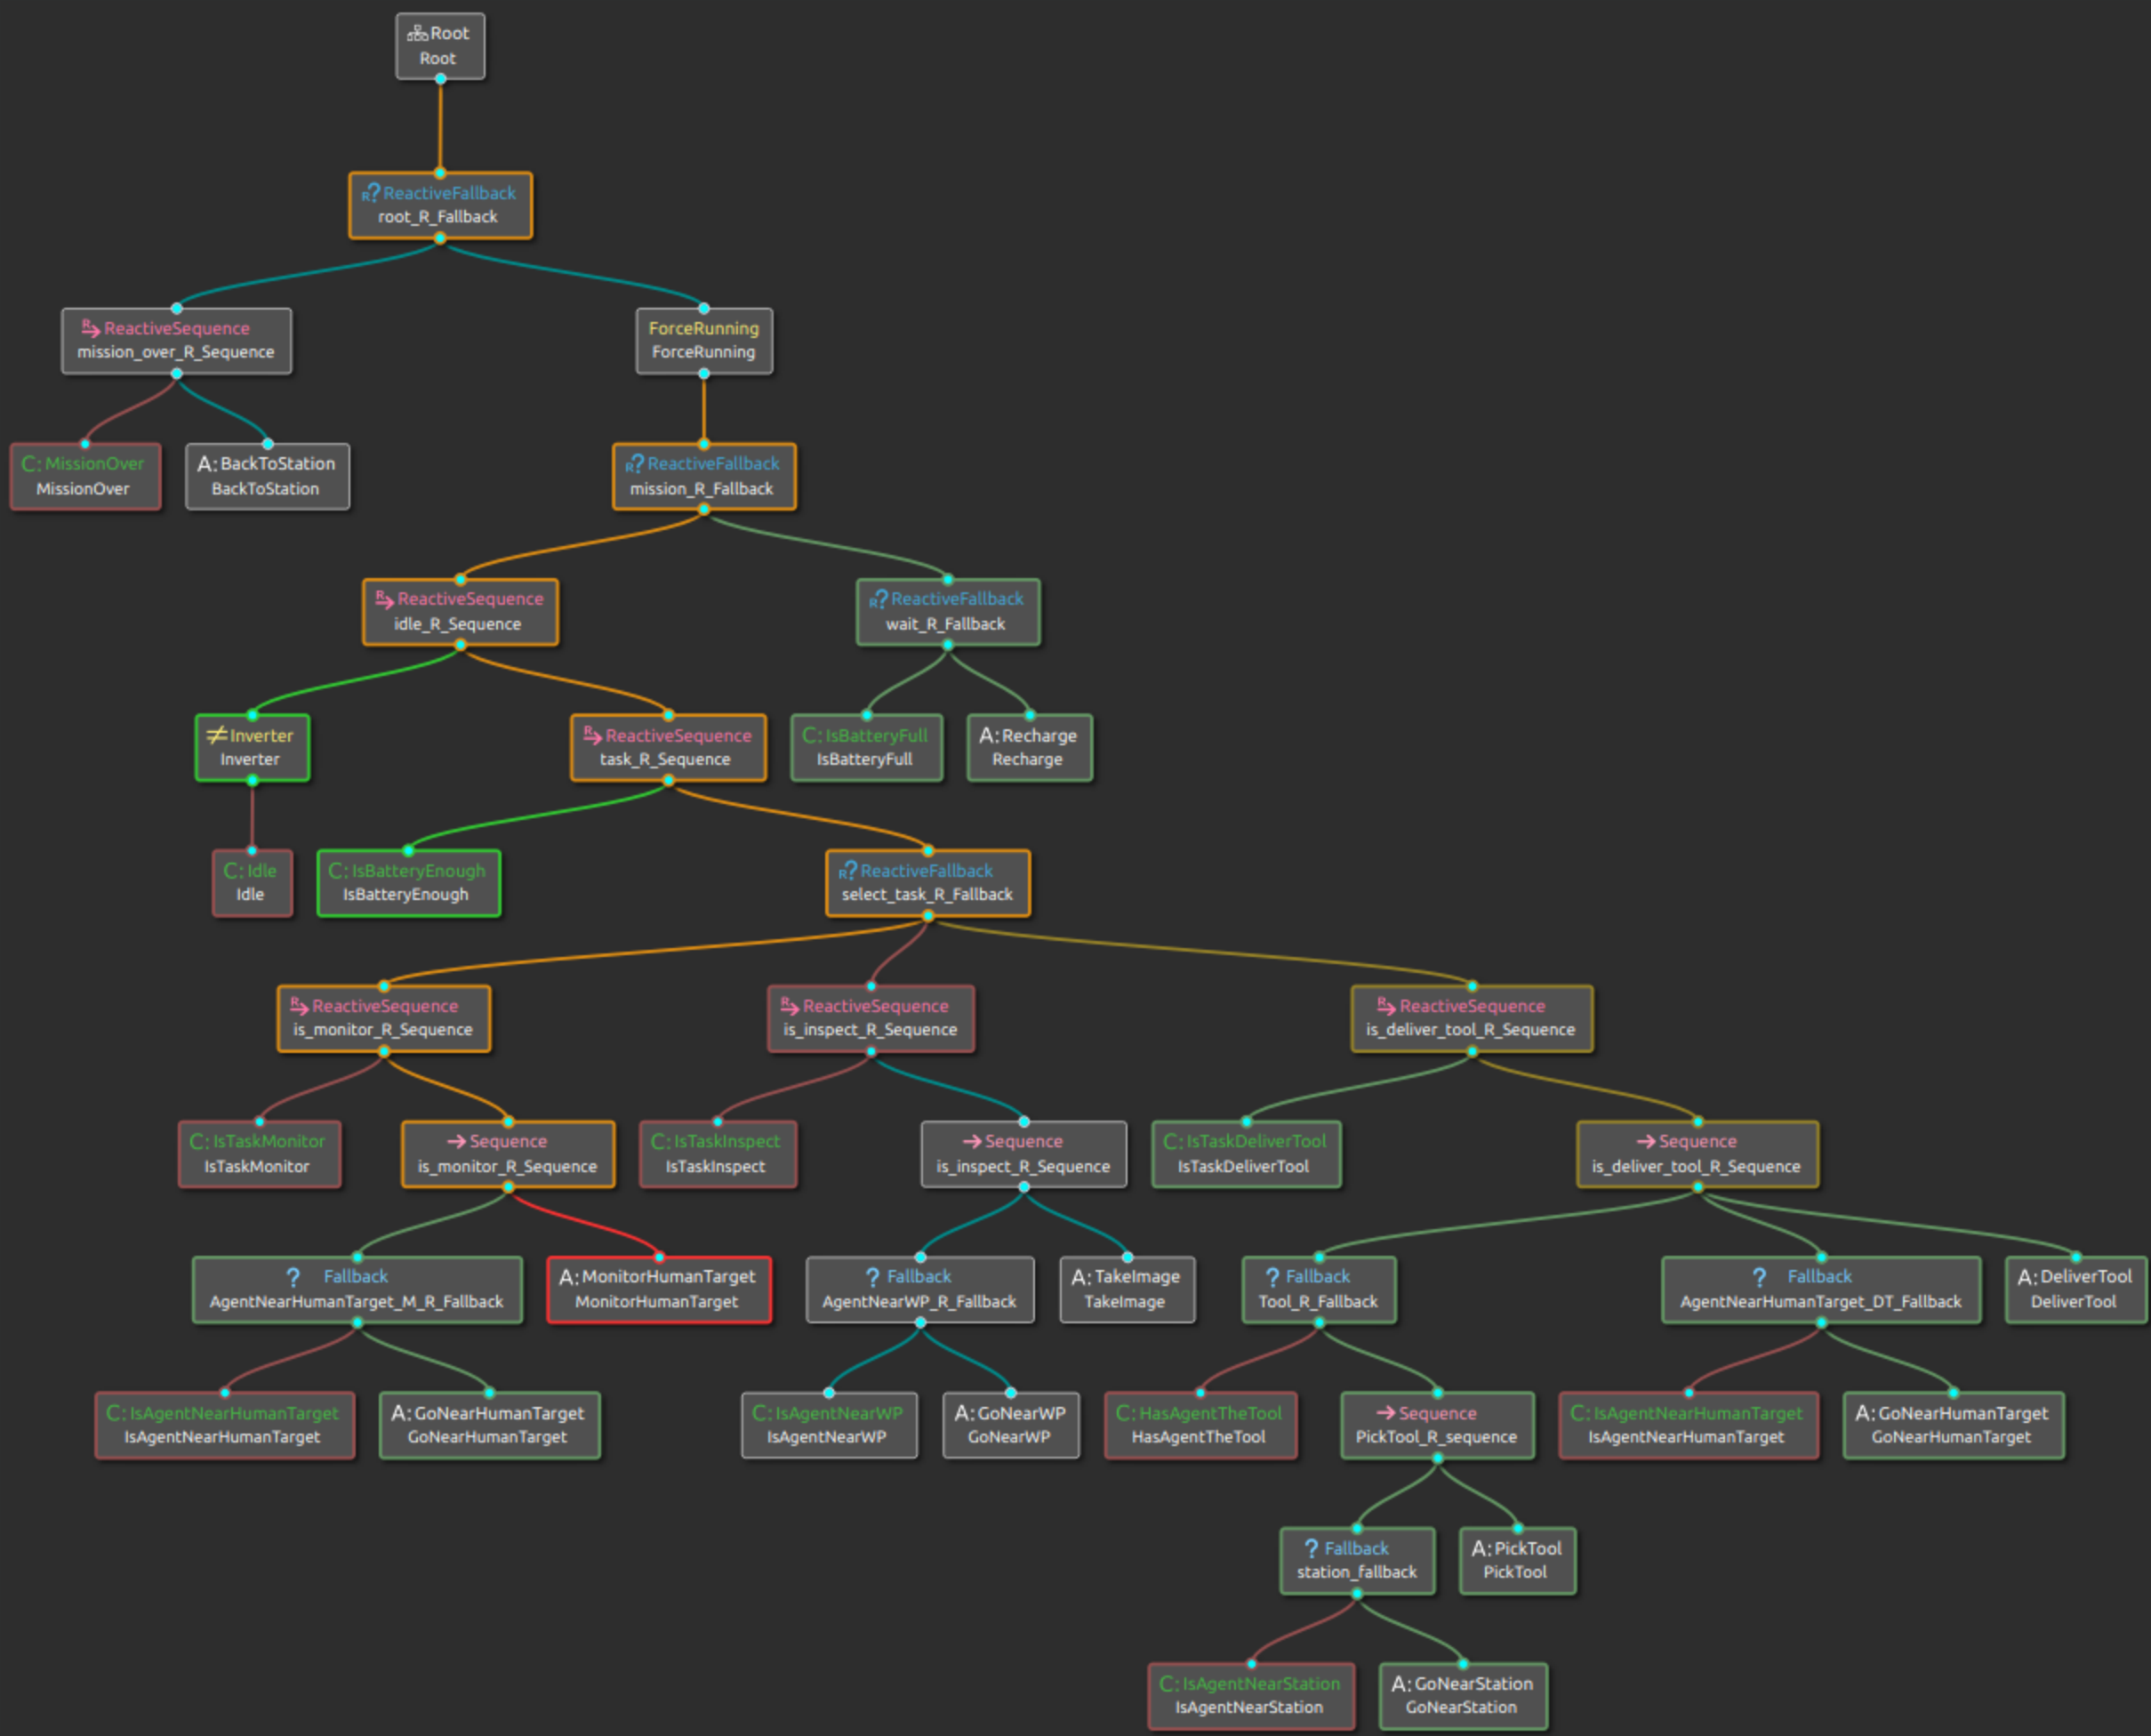 Root
Root
R? ReactiveFallback
root_R_Fallback
R ReactiveSequence
mission_over_R_Sequence
ForceRunning
ForceRunning
C: MissionOver
MissionOver
A: BackToStation
BackToStation
R? ReactiveFallback
mission_R_Fallback
R ReactiveSequence
idle_R_Sequence
R? ReactiveFallback
wait_R_Fallback
≠ Inverter
Inverter
R ReactiveSequence
task_R_Sequence
C: IsBatteryFull
IsBatteryFull
A: Recharge
Recharge
C: Idle
Idle
C: IsBatteryEnough
IsBatteryEnough
R? ReactiveFallback
select_task_R_Fallback
R ReactiveSequence
is_monitor_R_Sequence
R ReactiveSequence
is_inspect_R_Sequence
R ReactiveSequence
is_deliver_tool_R_Sequence
C: IsTaskMonitor
IsTaskMonitor
→ Sequence
is_monitor_R_Sequence
C: IsTaskInspect
IsTaskInspect
→ Sequence
is_inspect_R_Sequence
C: IsTaskDeliverTool
IsTaskDeliverTool
→ Sequence
is_deliver_tool_R_Sequence
? Fallback
AgentNearHumanTarget_M_R_Fallback
A: MonitorHumanTarget
MonitorHumanTarget
? Fallback
AgentNearWP_R_Fallback
A: TakeImage
TakeImage
? Fallback
Tool_R_Fallback
? Fallback
AgentNearHumanTarget_DT_Fallback
A: DeliverTool
DeliverTool
C: IsAgentNearHumanTarget
IsAgentNearHumanTarget
A: GoNearHumanTarget
GoNearHumanTarget
C: IsAgentNearWP
IsAgentNearWP
A: GoNearWP
GoNearWP
C: HasAgentTheTool
HasAgentTheTool
→ Sequence
PickTool_R_sequence
C: IsAgentNearHumanTarget
IsAgentNearHumanTarget
A: GoNearHumanTarget
GoNearHumanTarget
? Fallback
station_fallback
A: PickTool
PickTool
C: IsAgentNearStation
IsAgentNearStation
A: GoNearStation
GoNearStation